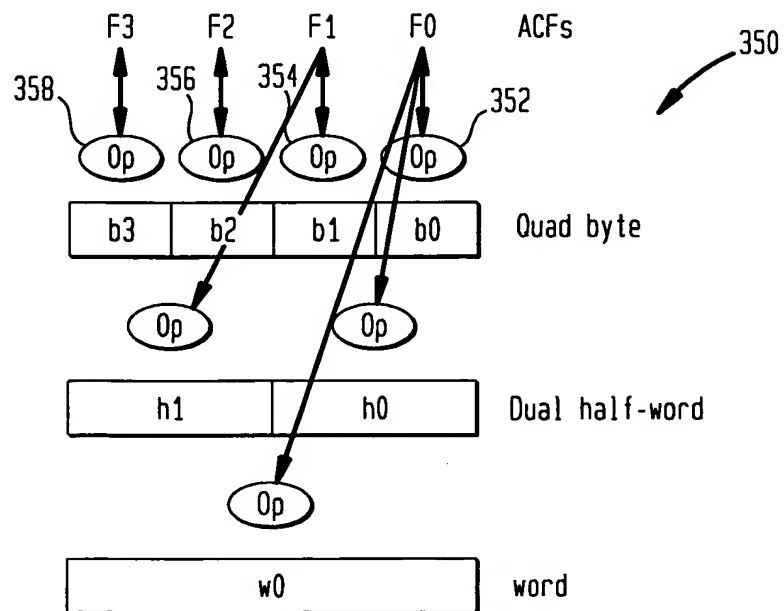 F3 F2 F1 F0 ACFs
350
358 356 354 352
Op Op Op Op
b3 b2 b1 b0 Quad byte
Op Op
h1 h0 Dual half-word
Op
w0 word